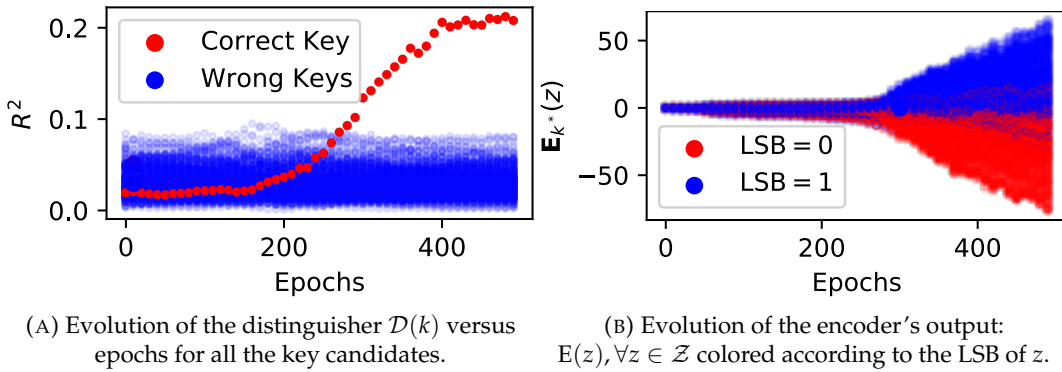 0.2
0.1
0.0
R²
Correct Key
Wrong Keys
0
200
400
Epochs
50
0
−50
E_{k*}(z)
LSB = 0
LSB = 1
0
200
400
Epochs
(A) Evolution of the distinguisher D(k) versus
epochs for all the key candidates.
(B) Evolution of the encoder's output:
E(z), ∀z ∈ Z colored according to the LSB of z.